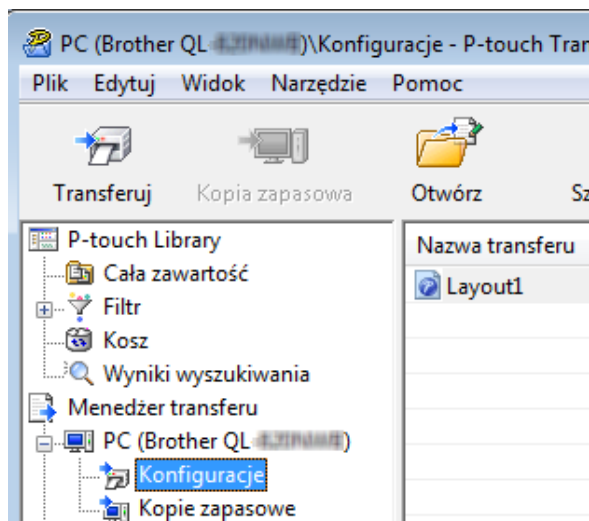 PC (Brother QL )\Konfiguracje - P-touch Tran
Plik Edytuj Widok Narzędzie Pomoc
Transferuj Kopia zapasowa Otwórz Sz
P-touch Library
Cała zawartość
Filtr
Kosz
Wyniki wyszukiwania
Menedżer transferu
PC (Brother QL )
Konfiguracje
Kopie zapasowe
Nazwa transferu
Layout1